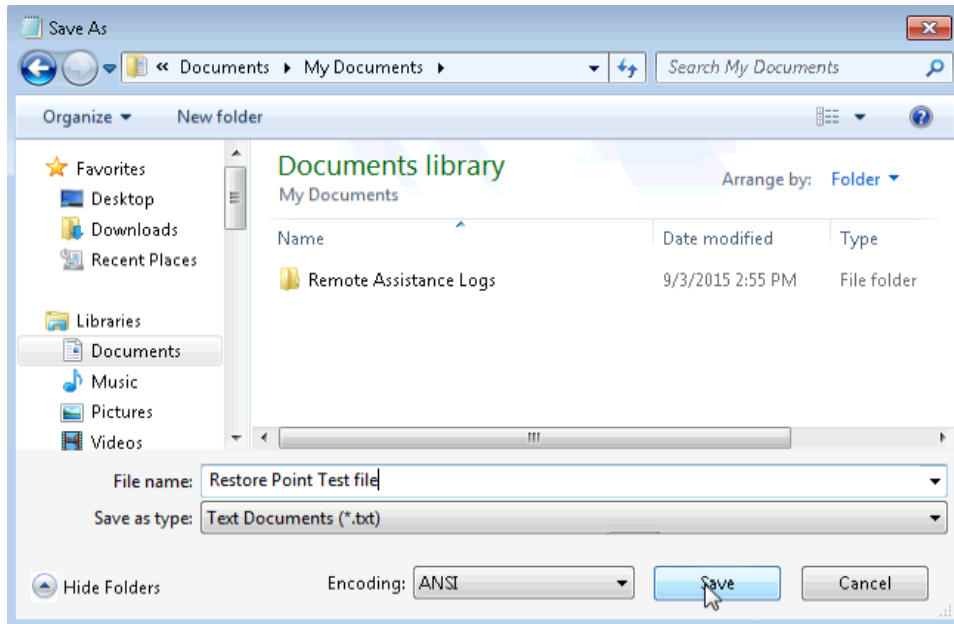 Save As
« Documents ▸ My Documents ▸ Search My Documents
Organize New folder
Favorites
Desktop
Downloads
Recent Places
Libraries
Documents
Music
Pictures
Videos
Documents library
My Documents
Arrange by: Folder
Name Date modified Type
Remote Assistance Logs 9/3/2015 2:55 PM File folder
File name: Restore Point Test file
Save as type: Text Documents (*.txt)
Hide Folders Encoding: ANSI Save Cancel